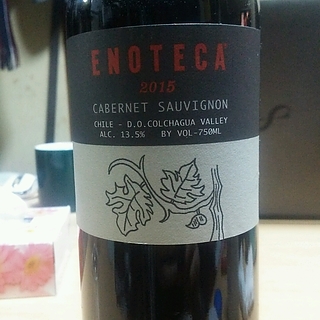 ENOTECA
2015
CABERNET SAUVIGNON
CHILE - D.O.COLCHAGUA VALLEY
ALC. 13.5% BY VOL-750ML